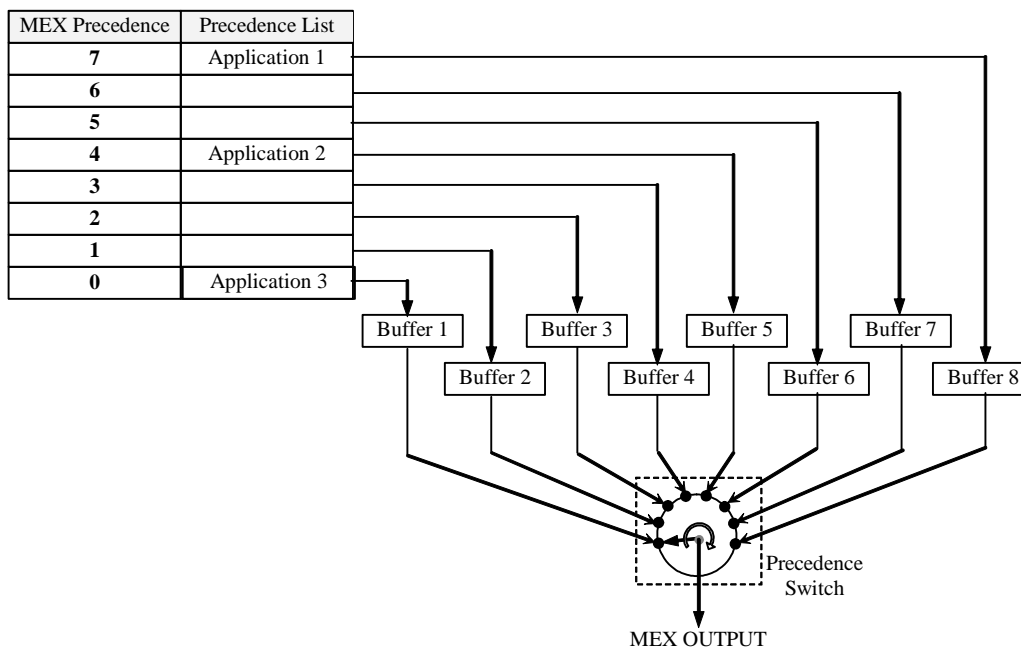 MEX Precedence Precedence List
7 Application 1
6
5
4 Application 2
3
2
1
0 Application 3
Buffer 1 Buffer 3 Buffer 5 Buffer 7
Buffer 2 Buffer 4 Buffer 6 Buffer 8
Precedence
Switch
MEX OUTPUT